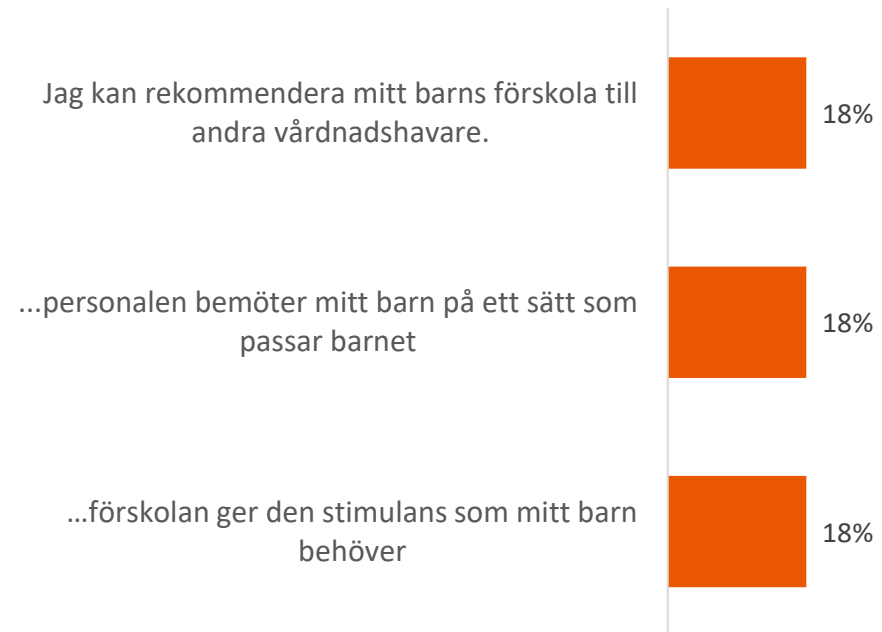 Jag kan rekommendera mitt barns förskola till
andra vårdnadshavare.
18%
...personalen bemöter mitt barn på ett sätt som
passar barnet
18%
...förskolan ger den stimulans som mitt barn
behöver
18%